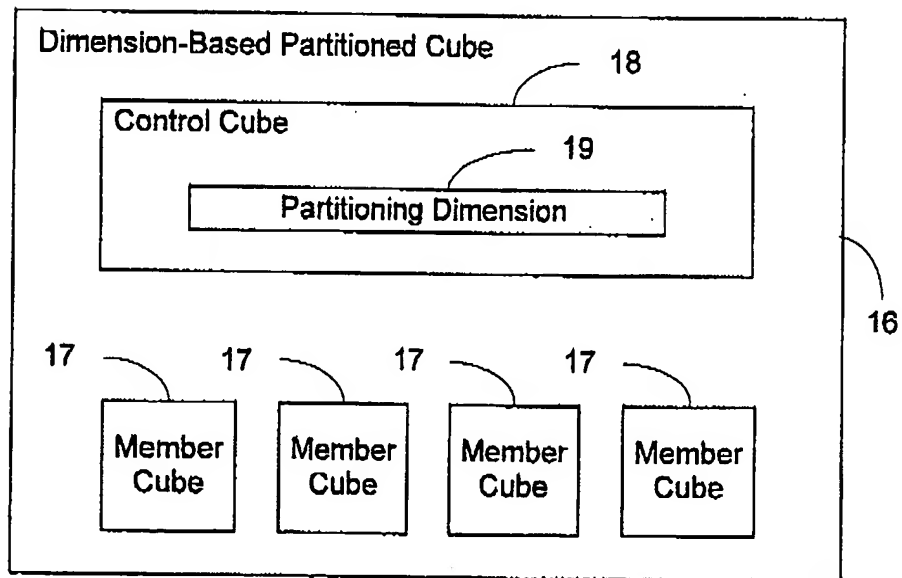 Dimension-Based Partitioned Cube
18
Control Cube
19
Partitioning Dimension
16
17 17 17 17
Member Cube
Member Cube
Member Cube
Member Cube